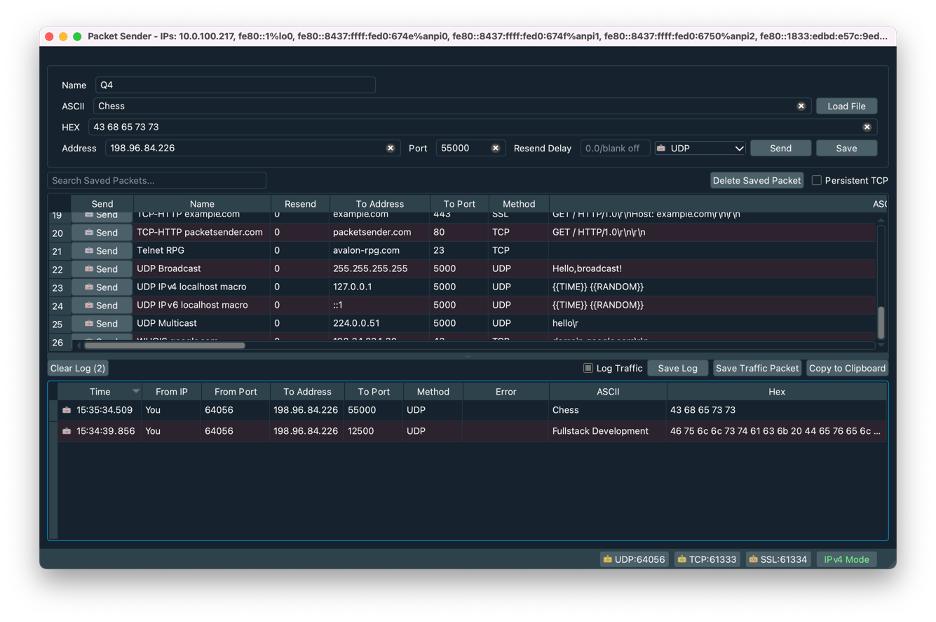 Packet Sender - IPs: 10.0.100.217, fe80::1%lo0, fe80::8437:ffff:fed0:674e%anpi0, fe80::8437:ffff:fed0:674f%anpi1, fe80::8437:ffff:fed0:6750%anpi2, fe80::1833:edbd:e57c:9ed...
Name Q4
ASCII Chess Load File
HEX 43 68 65 73 73
Address 198.96.84.226 Port 55000 Resend Delay 0.0/blank off UDP Send Save
Search Saved Packets... Delete Saved Packet Persistent TCP
Send Name Resend To Address To Port Method ASC
19 Send TCP-HTTP example.com 0 example.com 443 SSL GET / HTTP/1.0\r\nHost: example.com\r\n\r\n
20 Send TCP-HTTP packetsender.com 0 packetsender.com 80 TCP GET / HTTP/1.0\r\n\r\n
21 Send Telnet RPG 0 avalon-rpg.com 23 TCP
22 Send UDP Broadcast 0 255.255.255.255 5000 UDP Hello,broadcast!
23 Send UDP IPv4 localhost macro 0 127.0.0.1 5000 UDP {{TIME}} {{RANDOM}}
24 Send UDP IPv6 localhost macro 0 ::1 5000 UDP {{TIME}} {{RANDOM}}
25 Send UDP Multicast 0 224.0.0.51 5000 UDP hello\r
26
Clear Log (2) Log Traffic Save Log Save Traffic Packet Copy to Clipboard
Time From IP From Port To Address To Port Method Error ASCII Hex
15:35:34.509 You 64056 198.96.84.226 55000 UDP Chess 43 68 65 73 73
15:34:39.856 You 64056 198.96.84.226 12500 UDP Fullstack Development 46 75 6c 6c 73 74 61 63 6b 20 44 65 76 65 6c ...
UDP:64056 TCP:61333 SSL:61334 IPv4 Mode